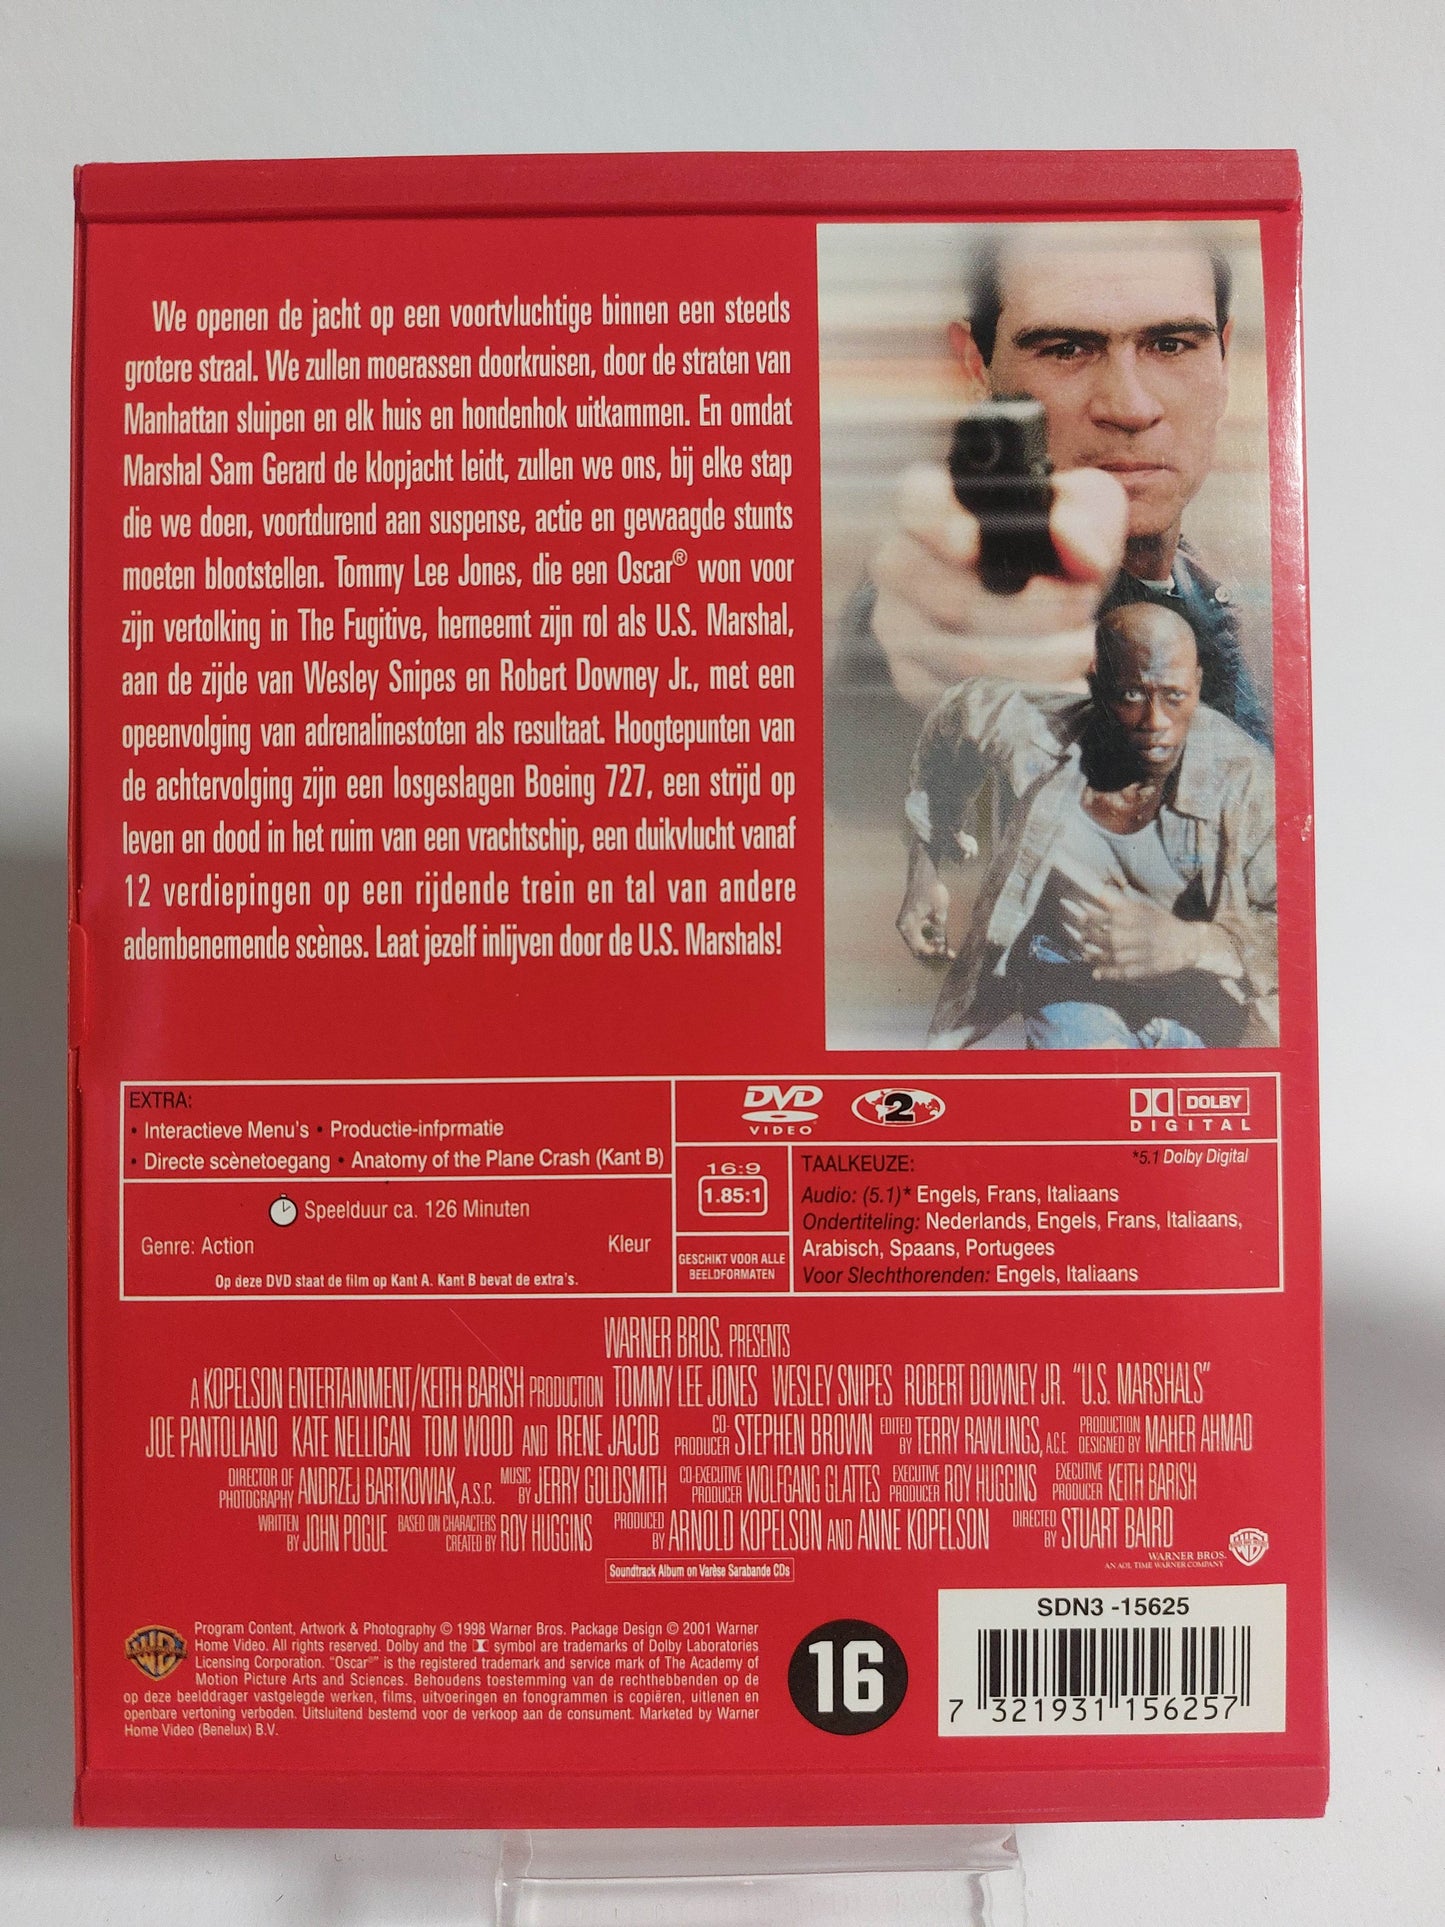 We openen de jacht op een voortvluchtige binnen een steeds
grotere straal. We zullen moerassen doorkruisen, door de straten van
Manhattan sluipen en elk huis en hondenhok uitkammen. En omdat
Marshal Sam Gerard de klopjacht leidt, zullen we ons, bij elke stap
die we doen, voortdurend aan suspense, actie en gewaagde stunts
moeten blootstellen. Tommy Lee Jones, die een Oscar® won voor
zijn vertolking in The Fugitive, herneemt zijn rol als U.S. Marshal,
aan de zijde van Wesley Snipes en Robert Downey Jr., met een
opeenvolging van adrenalinestoten als resultaat. Hoogtepunten van
de achtervolging zijn een losgeslagen Boeing 727, een strijd op
leven en dood in het ruim van een vrachtschip, een duikvlucht vanaf
12 verdiepingen op een rijdende trein en tal van andere
adembenemende scènes. Laat jezelf inlijven door de U.S. Marshals!
EXTRA:
• Interactieve Menu's • Productie-infprmatie
• Directe scènetoegang • Anatomy of the Plane Crash (Kant B)
Speelduur ca. 126 Minuten
Genre: Action Kleur
Op deze DVD staat de film op Kant A. Kant B bevat de extra's.
DVD
VIDEO
2
DOLBY
DIGITAL
16:9
1.85:1
GESCHIKT VOOR ALLE
BEELDFORMATEN
TAALKEUZE: *5.1 Dolby Digital
Audio: (5.1)* Engels, Frans, Italiaans
Ondertiteling: Nederlands, Engels, Frans, Italiaans,
Arabisch, Spaans, Portugees
Voor Slechthorenden: Engels, Italiaans
WARNER BROS. PRESENTS
A KOPELSON ENTERTAINMENT/KEITH BARISH PRODUCTION TOMMY LEE JONES WESLEY SNIPES ROBERT DOWNEY JR. "U.S. MARSHALS"
JOE PANTOLIANO KATE NELLIGAN TOM WOOD AND IRENE JACOB CO-PRODUCER STEPHEN BROWN EDITED BY TERRY RAWLINGS, A.C.E. PRODUCTION DESIGNED BY MAHER AHMAD
DIRECTOR OF PHOTOGRAPHY ANDRZEJ BARTKOWIAK, A.S.C. MUSIC BY JERRY GOLDSMITH CO-EXECUTIVE PRODUCER WOLFGANG GLATTES EXECUTIVE PRODUCER ROY HUGGINS EXECUTIVE PRODUCER KEITH BARISH
WRITTEN BY JOHN POGUE BASED ON CHARACTERS CREATED BY ROY HUGGINS PRODUCED BY ARNOLD KOPELSON AND ANNE KOPELSON DIRECTED BY STUART BAIRD
WARNER BROS.
AN AOL TIME WARNER COMPANY
Soundtrack Album on Varèse Sarabande CDs
Program Content, Artwork & Photography © 1998 Warner Bros. Package Design © 2001 Warner
Home Video. All rights reserved. Dolby and the symbol are trademarks of Dolby Laboratories
Licensing Corporation. "Oscar®" is the registered trademark and service mark of The Academy of
Motion Picture Arts and Sciences. Behoudens toestemming van de rechthebbenden op de
op deze beelddrager vastgelegde werken, films, uitvoeringen en fonogrammen is copiëren, uitlenen en
openbare vertoning verboden. Uitsluitend bestemd voor de verkoop aan de consument. Marketed by Warner
Home Video (Benelux) B.V.
16
SDN3 -15625
7 321931 156257